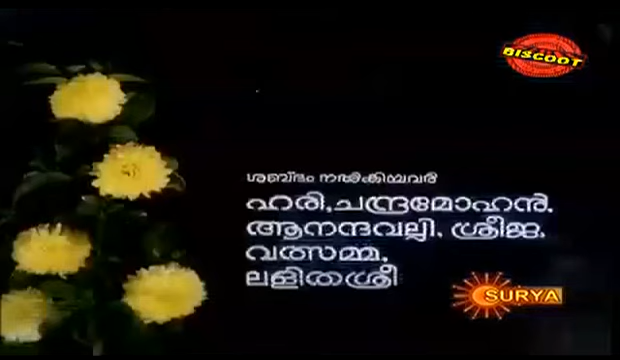 BISCOOT
ശബ്ദം നൽകിയവർ
ഹരി, ചന്ദ്രമോഹൻ,
ആനന്ദവല്ലി, ശ്രീജ,
വത്സമ്മ,
ലളിതശ്രീ
SURYA